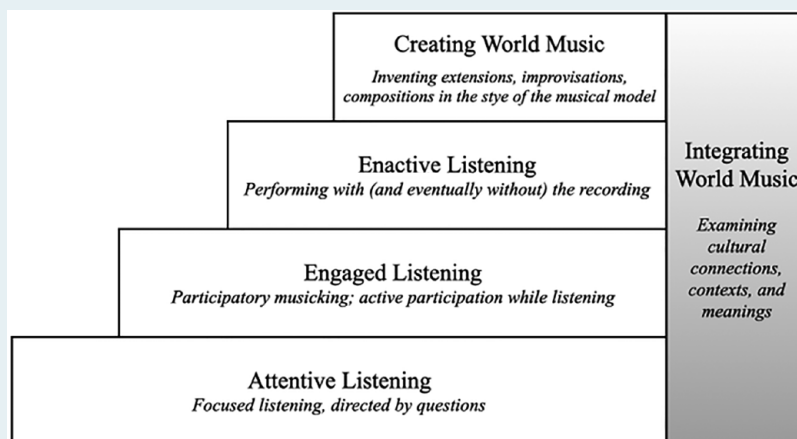 Creating World Music
Inventing extensions, improvisations,
compositions in the stye of the musical model
Enactive Listening
Performing with (and eventually without) the recording
Engaged Listening
Participatory musicking; active participation while listening
Attentive Listening
Focused listening, directed by questions
Integrating
World Music
Examining
cultural
connections,
contexts, and
meanings